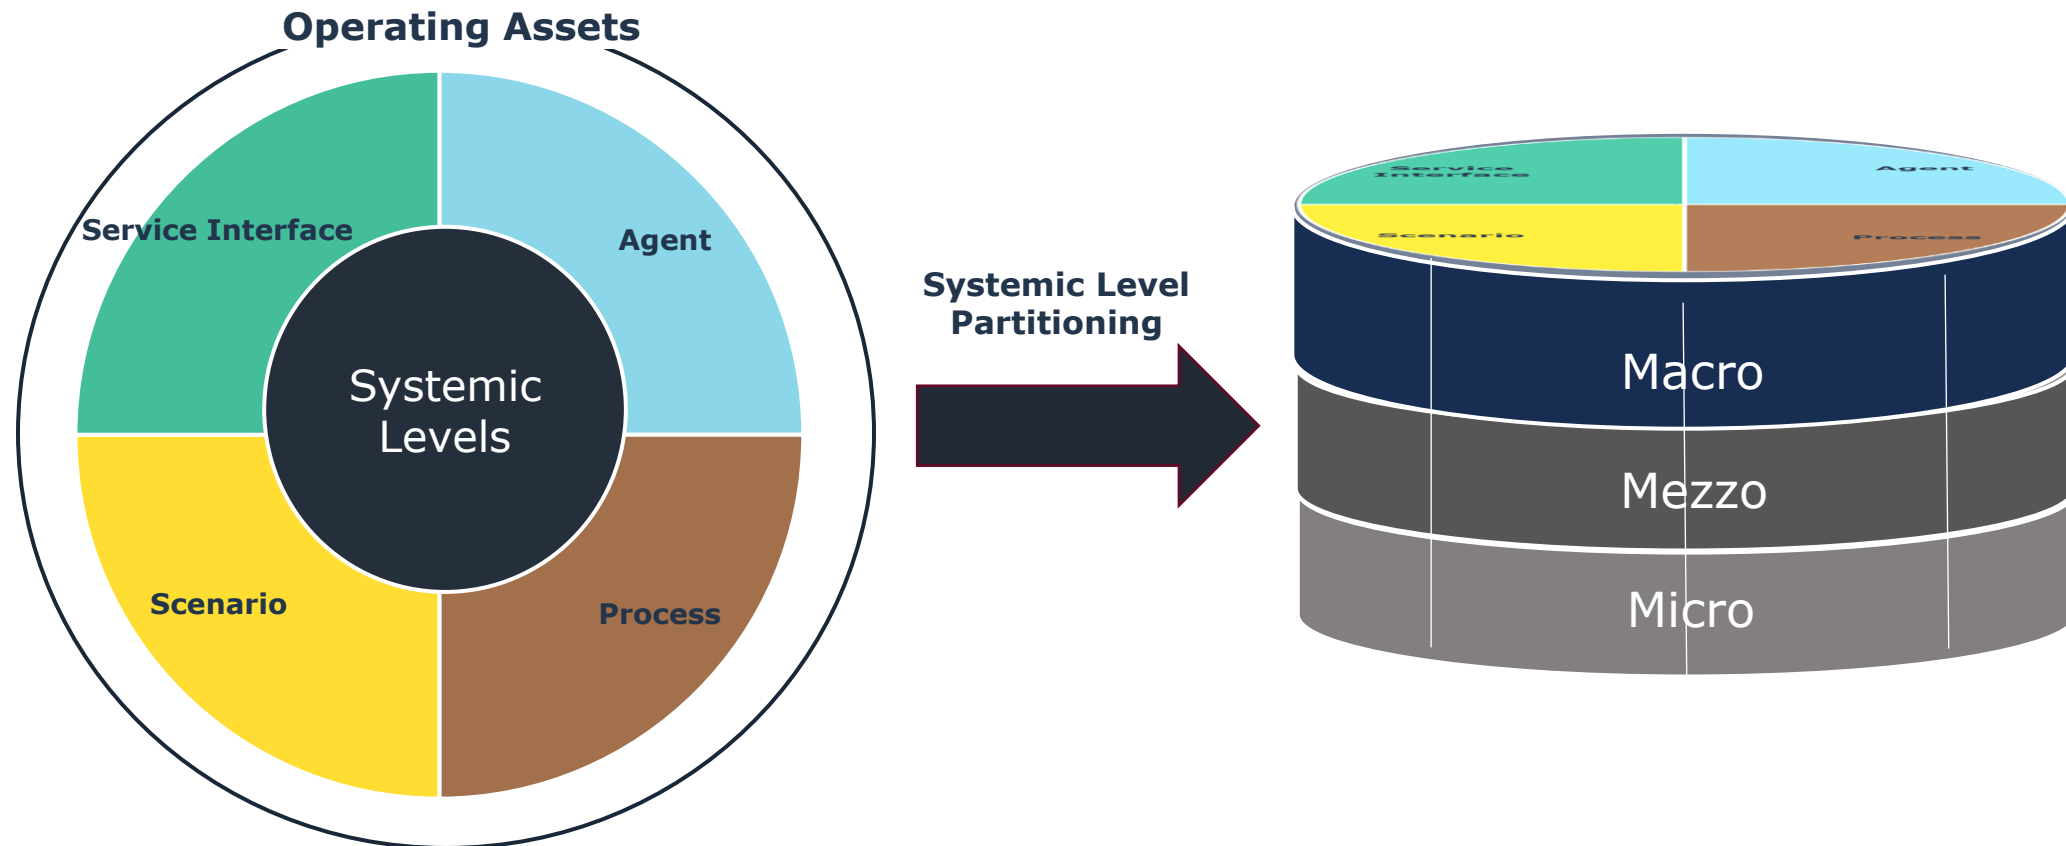 Operating Assets
Service Interface
Agent
Systemic
Levels
Scenario
Process
Systemic Level
Partitioning
Service
Interface
Agent
Scenario
Process
Macro
Mezzo
Micro